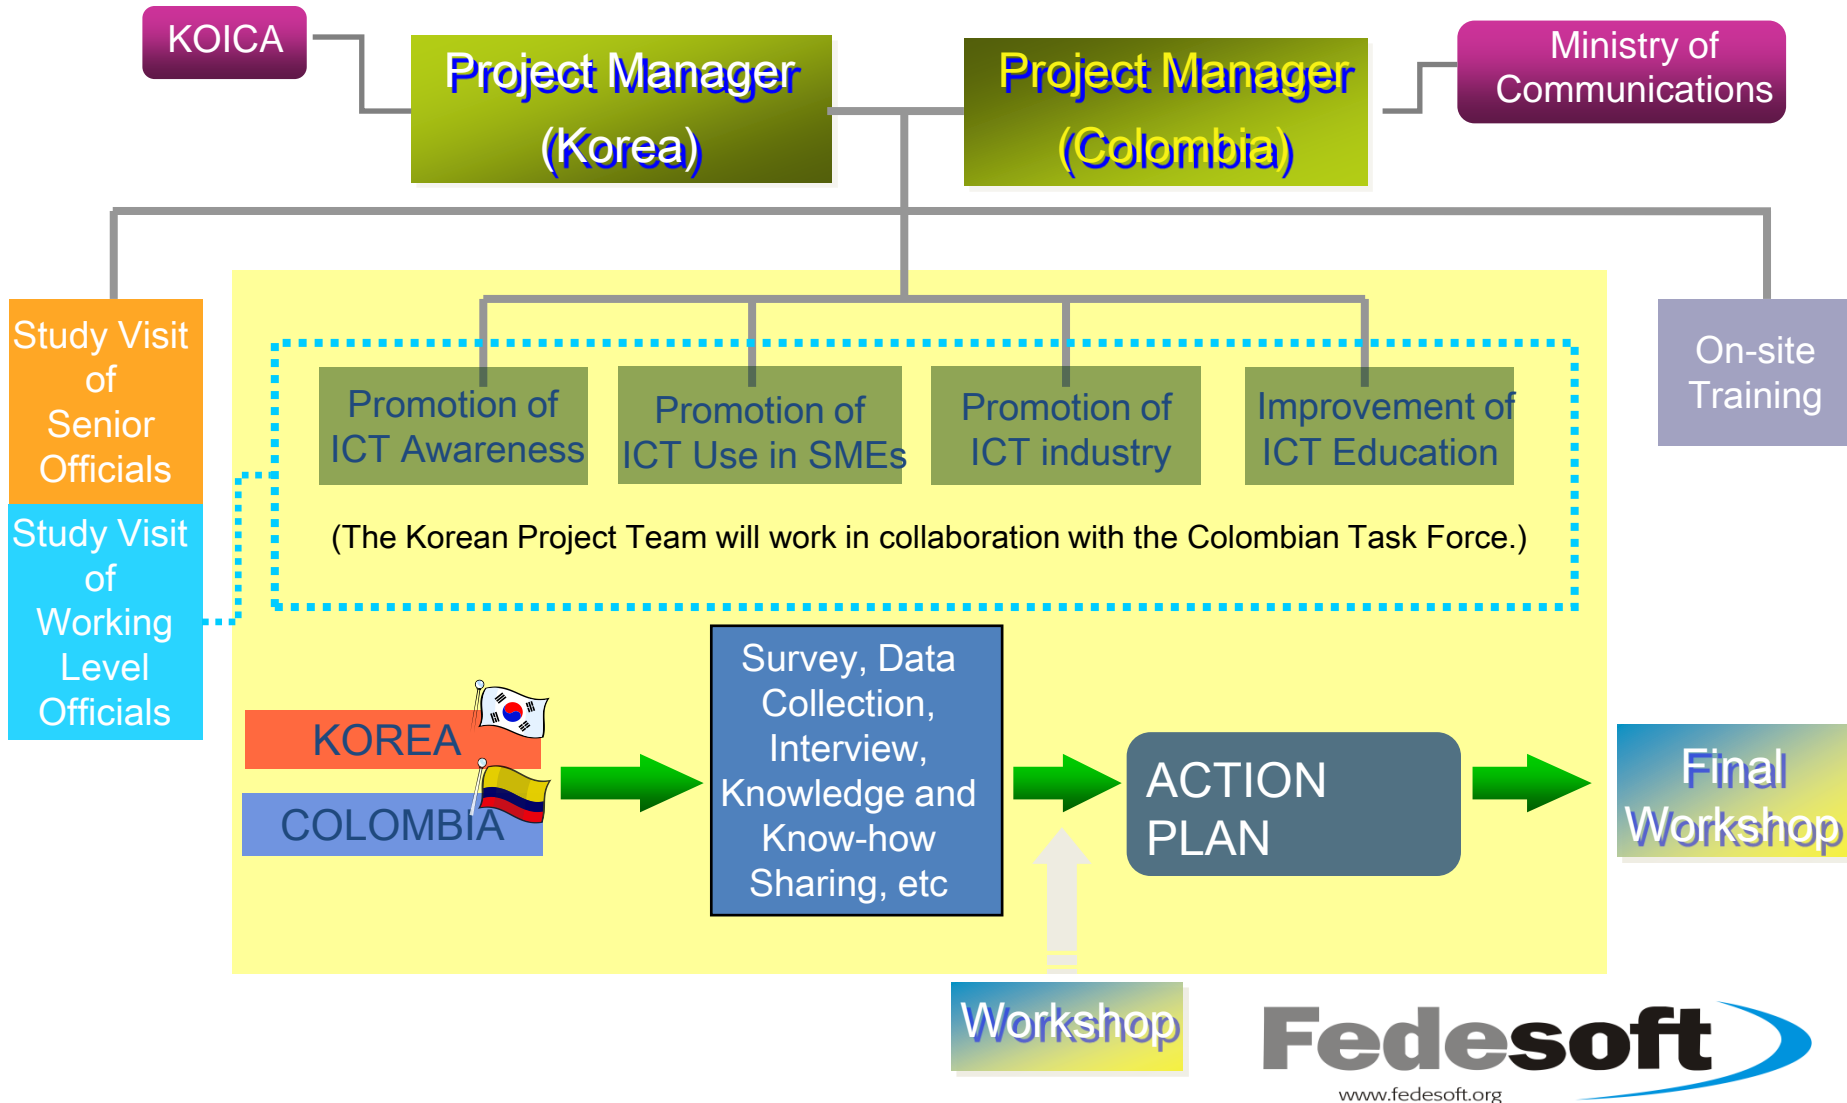 KOICA
Project Manager
(Korea)
Project Manager
(Colombia)
Ministry of
Communications
Study Visit
of
Senior
Officials
Study Visit
of
Working
Level
Officials
Promotion of
ICT Awareness
Promotion of
ICT Use in SMEs
Promotion of
ICT industry
Improvement of
ICT Education
On-site
Training
(The Korean Project Team will work in collaboration with the Colombian Task Force.)
KOREA
COLOMBIA
Survey, Data
Collection,
Interview,
Knowledge and
Know-how
Sharing, etc
ACTION
PLAN
Final
Workshop
Workshop
Fedesoft
www.fedesoft.org